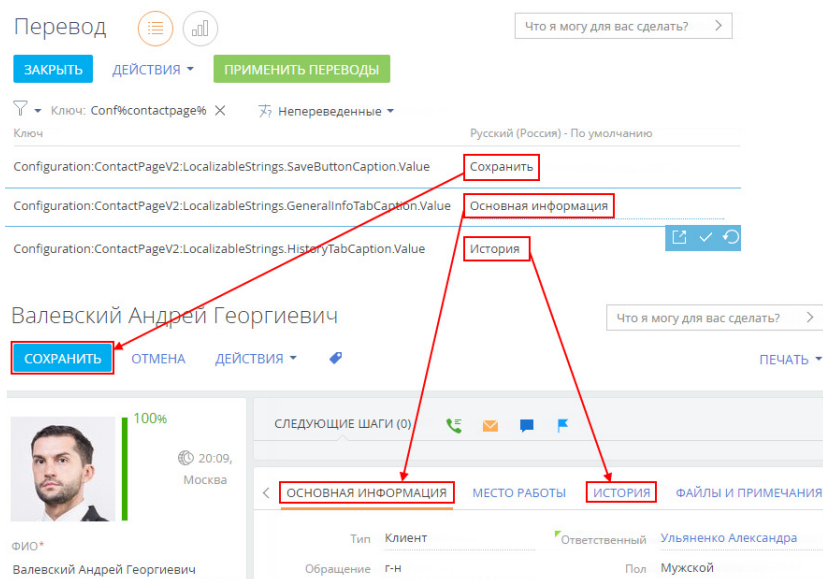 Перевод
Что я могу для вас сделать?
ЗАКРЫТЬ ДЕЙСТВИЯ ПРИМЕНИТЬ ПЕРЕВОДЫ
Ключ: Conf%contactpage% Непереведенные
Ключ Русский (Россия) - По умолчанию
Configuration:ContactPageV2:LocalizableStrings.SaveButtonCaption.Value Сохранить
Configuration:ContactPageV2:LocalizableStrings.GeneralInfoTabCaption.Value Основная информация
Configuration:ContactPageV2:LocalizableStrings.HistoryTabCaption.Value История
Валевский Андрей Георгиевич
Что я могу для вас сделать?
СОХРАНИТЬ ОТМЕНА ДЕЙСТВИЯ ПЕЧАТЬ
100%
20:09,
Москва
СЛЕДУЮЩИЕ ШАГИ (0)
ОСНОВНАЯ ИНФОРМАЦИЯ МЕСТО РАБОТЫ ИСТОРИЯ ФАЙЛЫ И ПРИМЕЧАНИЯ
Тип Клиент Ответственный Ульяненко Александра
ФИО*
Валевский Андрей Георгиевич
Обращение г-н Пол Мужской